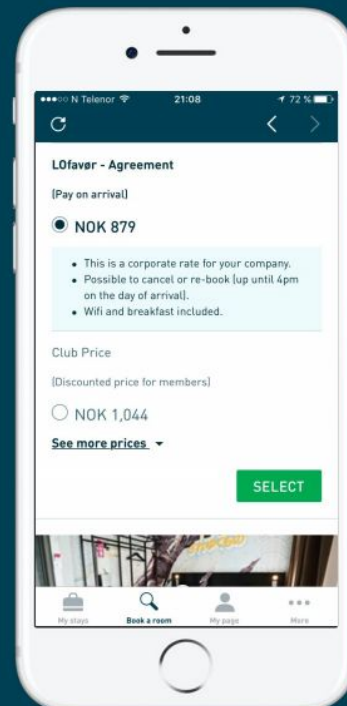 N Telenor 21:08 72 %
LOfavør - Agreement
(Pay on arrival)
NOK 879
• This is a corporate rate for your company.
• Possible to cancel or re-book (up until 4pm
on the day of arrival).
• Wifi and breakfast included.
Club Price
(Discounted price for members)
NOK 1,044
See more prices
SELECT
My stays Book a room My page More